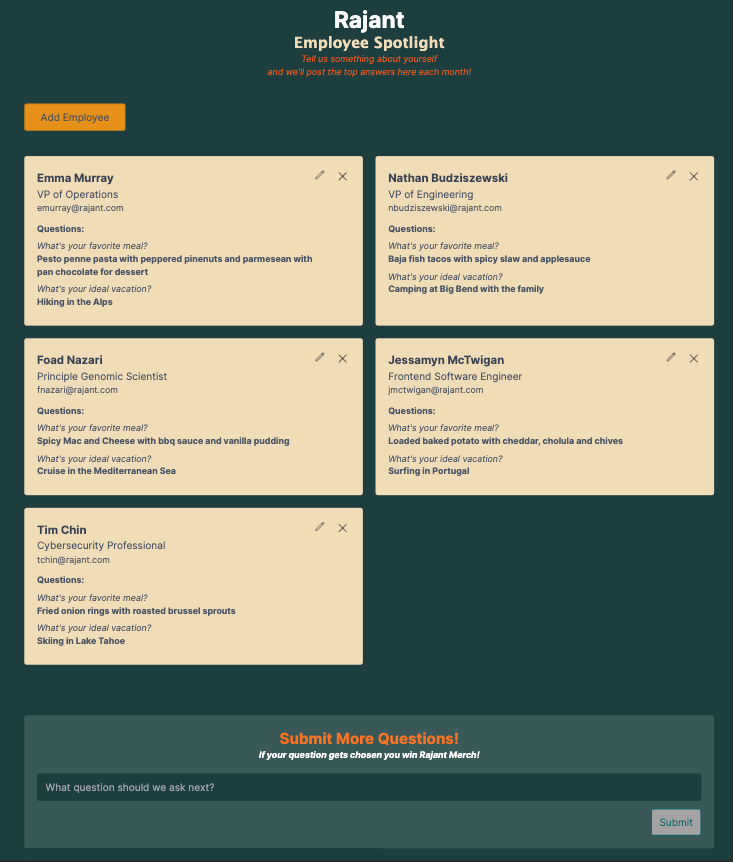 Rajant
Employee Spotlight
Tell us something about yourself
and we'll post the top answers here each month!
Add Employee
Emma Murray
VP of Operations
emurray@rajant.com
Questions:
What's your favorite meal?
Pesto penne pasta with peppered pinenuts and parmesean with
pan chocolate for dessert
What's your ideal vacation?
Hiking in the Alps
Nathan Budziszewski
VP of Engineering
nbudziszewski@rajant.com
Questions:
What's your favorite meal?
Baja fish tacos with spicy slaw and applesauce
What's your ideal vacation?
Camping at Big Bend with the family
Foad Nazari
Principle Genomic Scientist
fnazari@rajant.com
Questions:
What's your favorite meal?
Spicy Mac and Cheese with bbq sauce and vanilla pudding
What's your ideal vacation?
Cruise in the Mediterranean Sea
Jessamyn McTwigan
Frontend Software Engineer
jmctwigan@rajant.com
Questions:
What's your favorite meal?
Loaded baked potato with cheddar, cholula and chives
What's your ideal vacation?
Surfing in Portugal
Tim Chin
Cybersecurity Professional
tchin@rajant.com
Questions:
What's your favorite meal?
Fried onion rings with roasted brussel sprouts
What's your ideal vacation?
Skiing in Lake Tahoe
Submit More Questions!
If your question gets chosen you win Rajant Merch!
What question should we ask next?
Submit